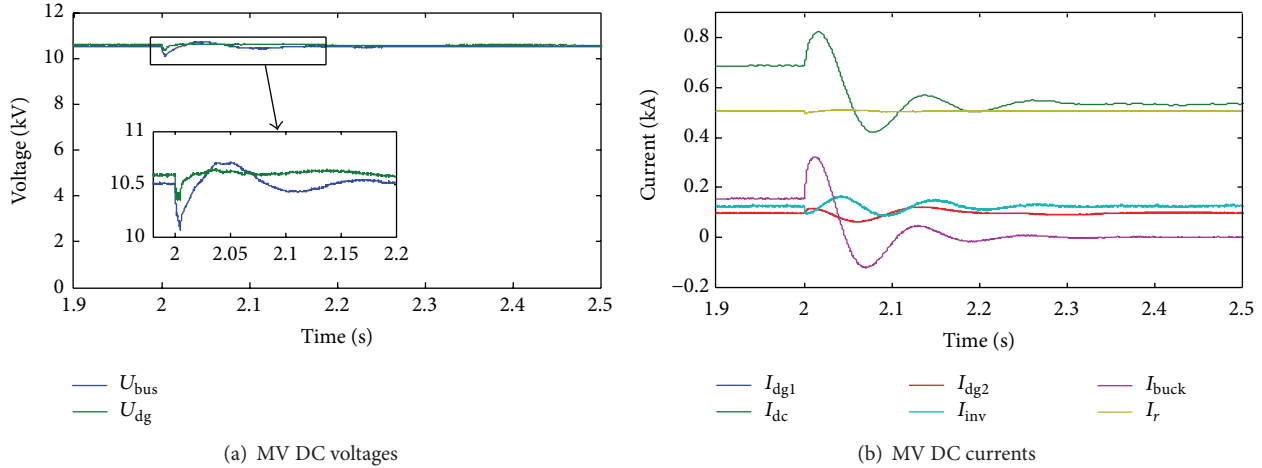 12
10
8
6
4
2
0
Voltage (kV)
11
10.5
10
2
2.05
2.1
2.2
1.9
2
2.1
2.2
2.3
2.4
2.5
Time (s)
U_bus
U_dg
(a) MV DC voltages
0.8
0.6
0.4
0.2
0
−0.2
Current (kA)
1.9
2
2.1
2.2
2.3
2.4
2.5
Time (s)
I_dg1
I_dg2
I_buck
I_dc
I_inv
I_r
(b) MV DC currents